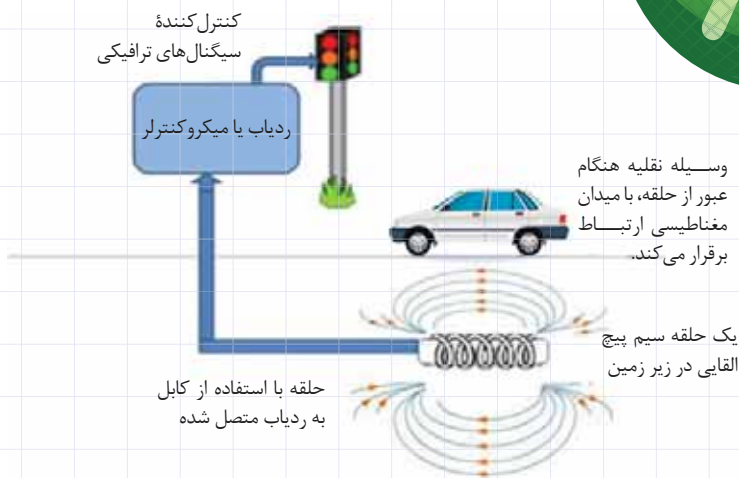 کنترل‌کنندهٔ
سیگنال‌های ترافیکی
ردیاب یا میکروکنترلر
وسیله نقلیه هنگام
عبور از حلقه، با میدان
مغناطیسی ارتباط
برقرار می‌کند.
یک حلقه سیم پیچ
القایی در زیر زمین
حلقه با استفاده از کابل
به ردیاب متصل شده